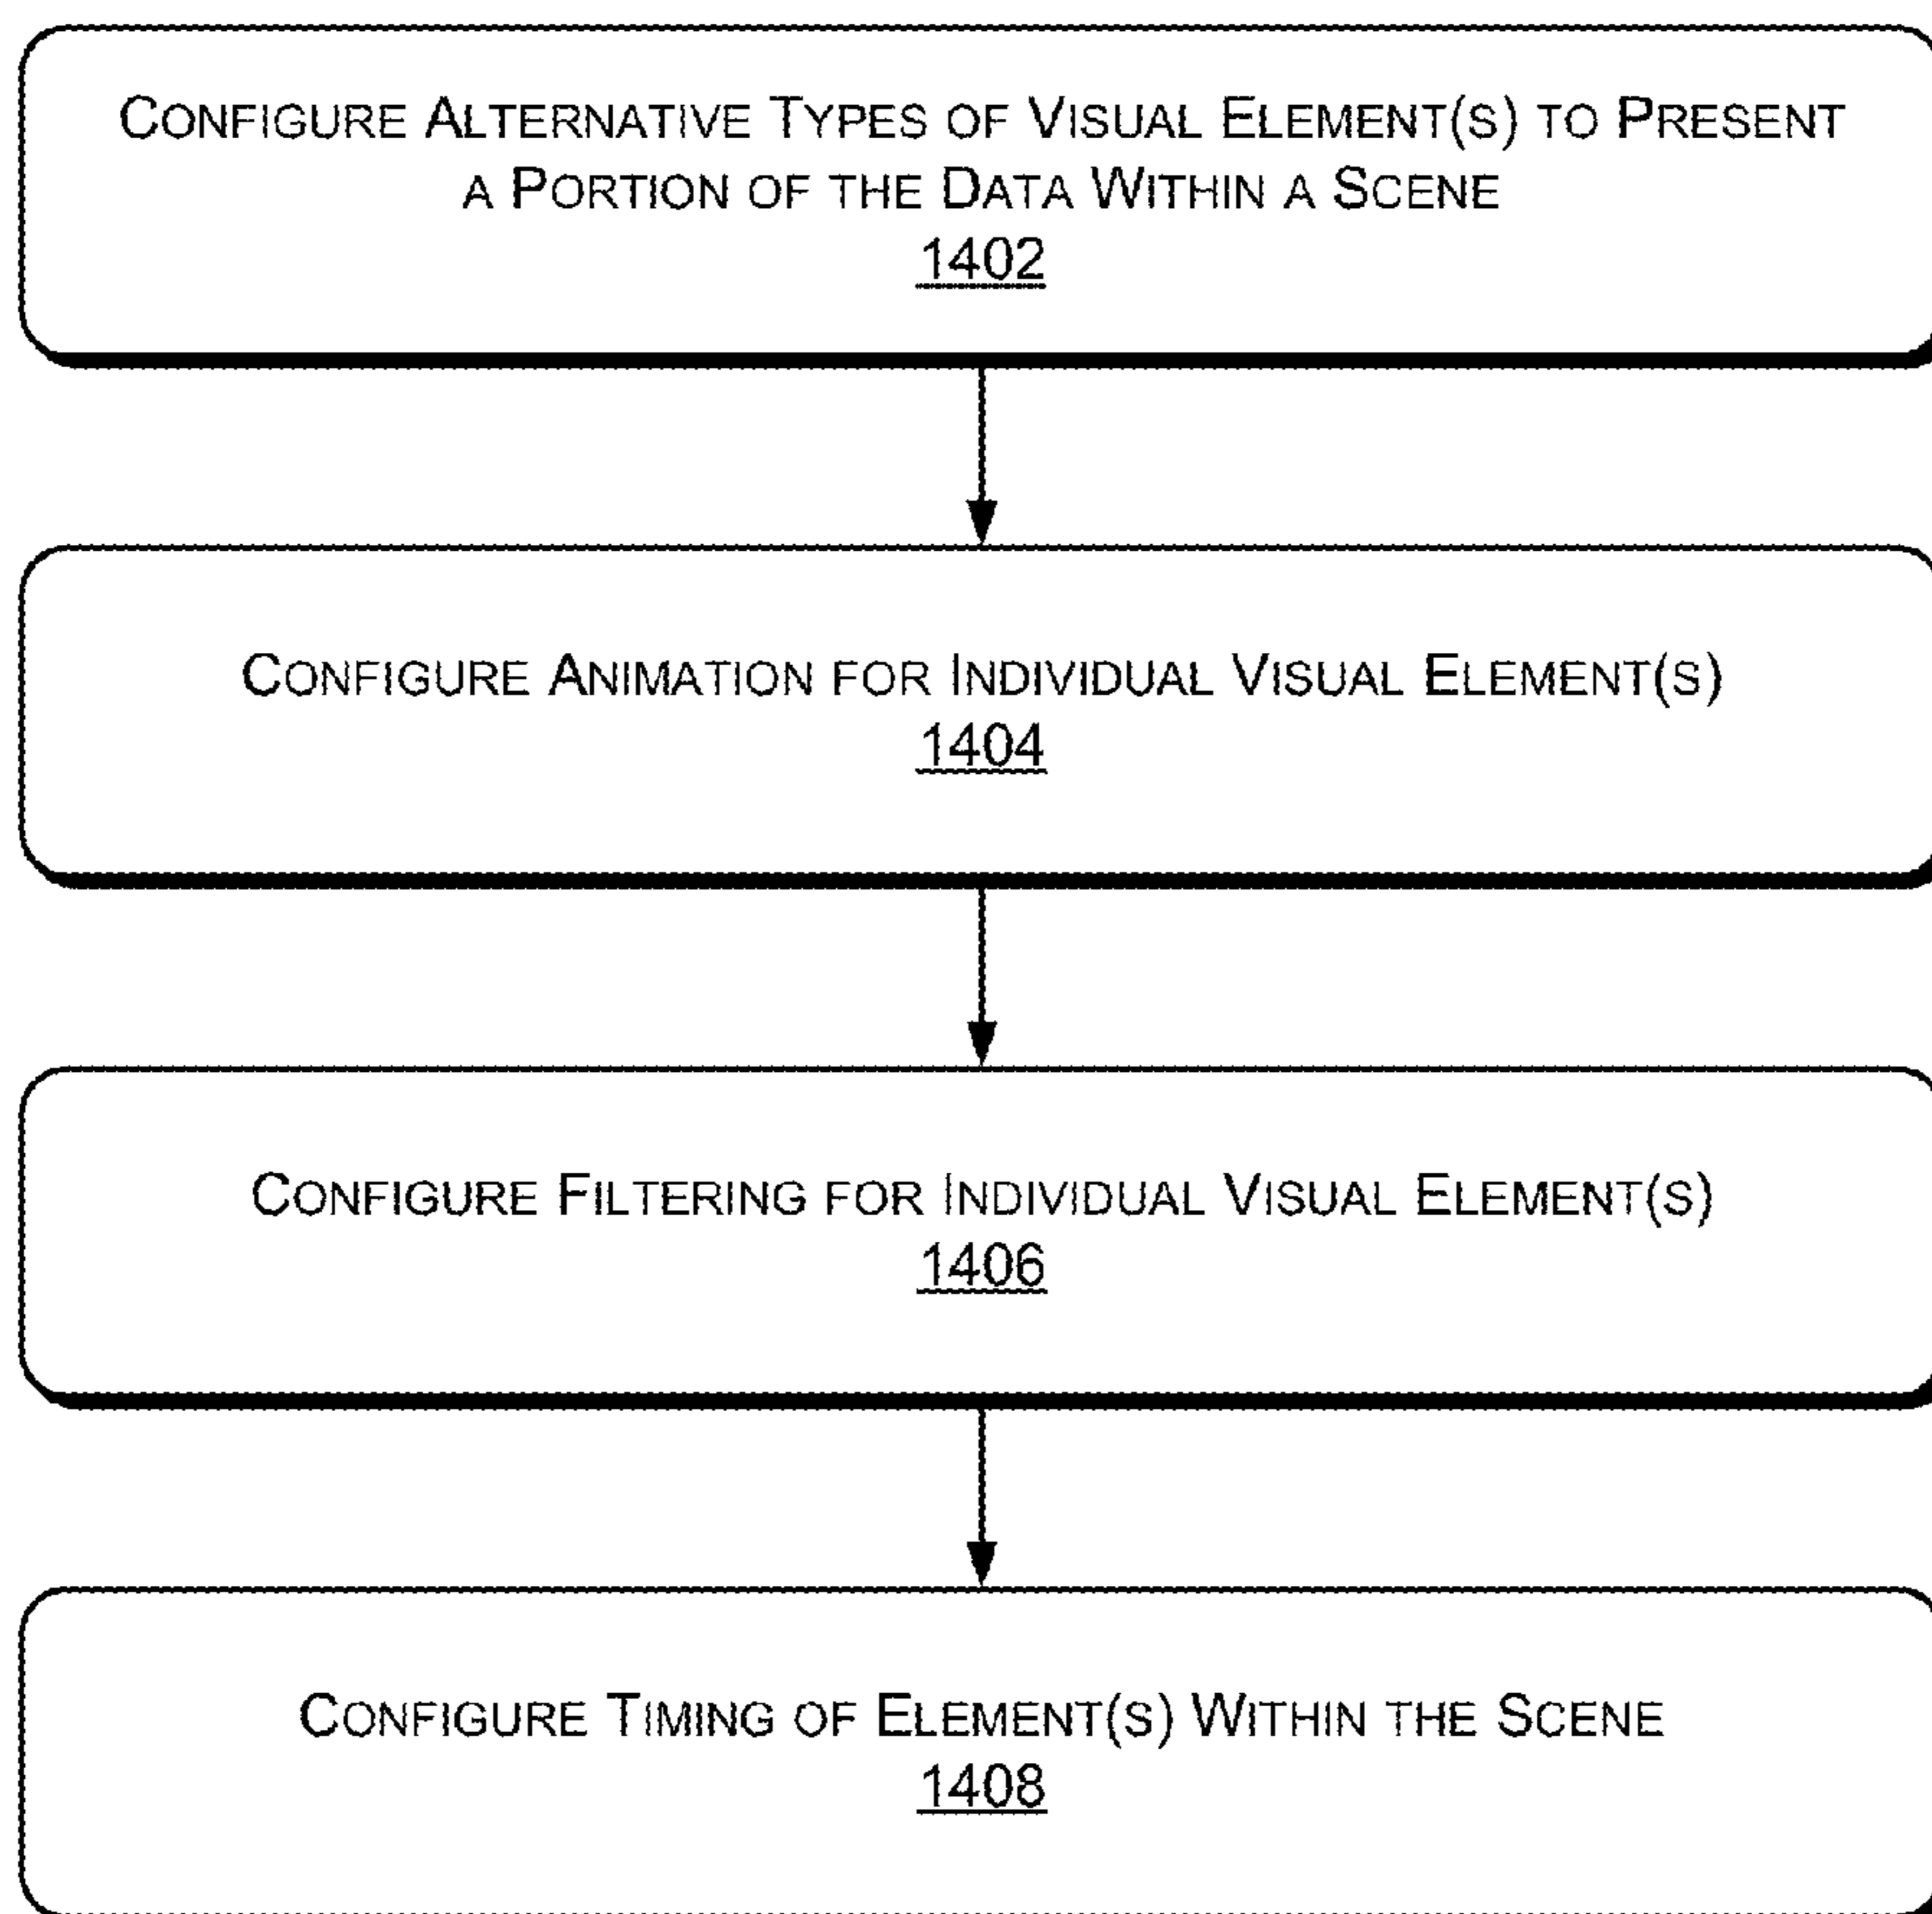 CONFIGURE ALTERNATIVE TYPES OF VISUAL ELEMENT(S) TO PRESENT
A PORTION OF THE DATA WITHIN A SCENE
1402
CONFIGURE ANIMATION FOR INDIVIDUAL VISUAL ELEMENT(S)
1404
CONFIGURE FILTERING FOR INDIVIDUAL VISUAL ELEMENT(S)
1406
CONFIGURE TIMING OF ELEMENT(S) WITHIN THE SCENE
1408